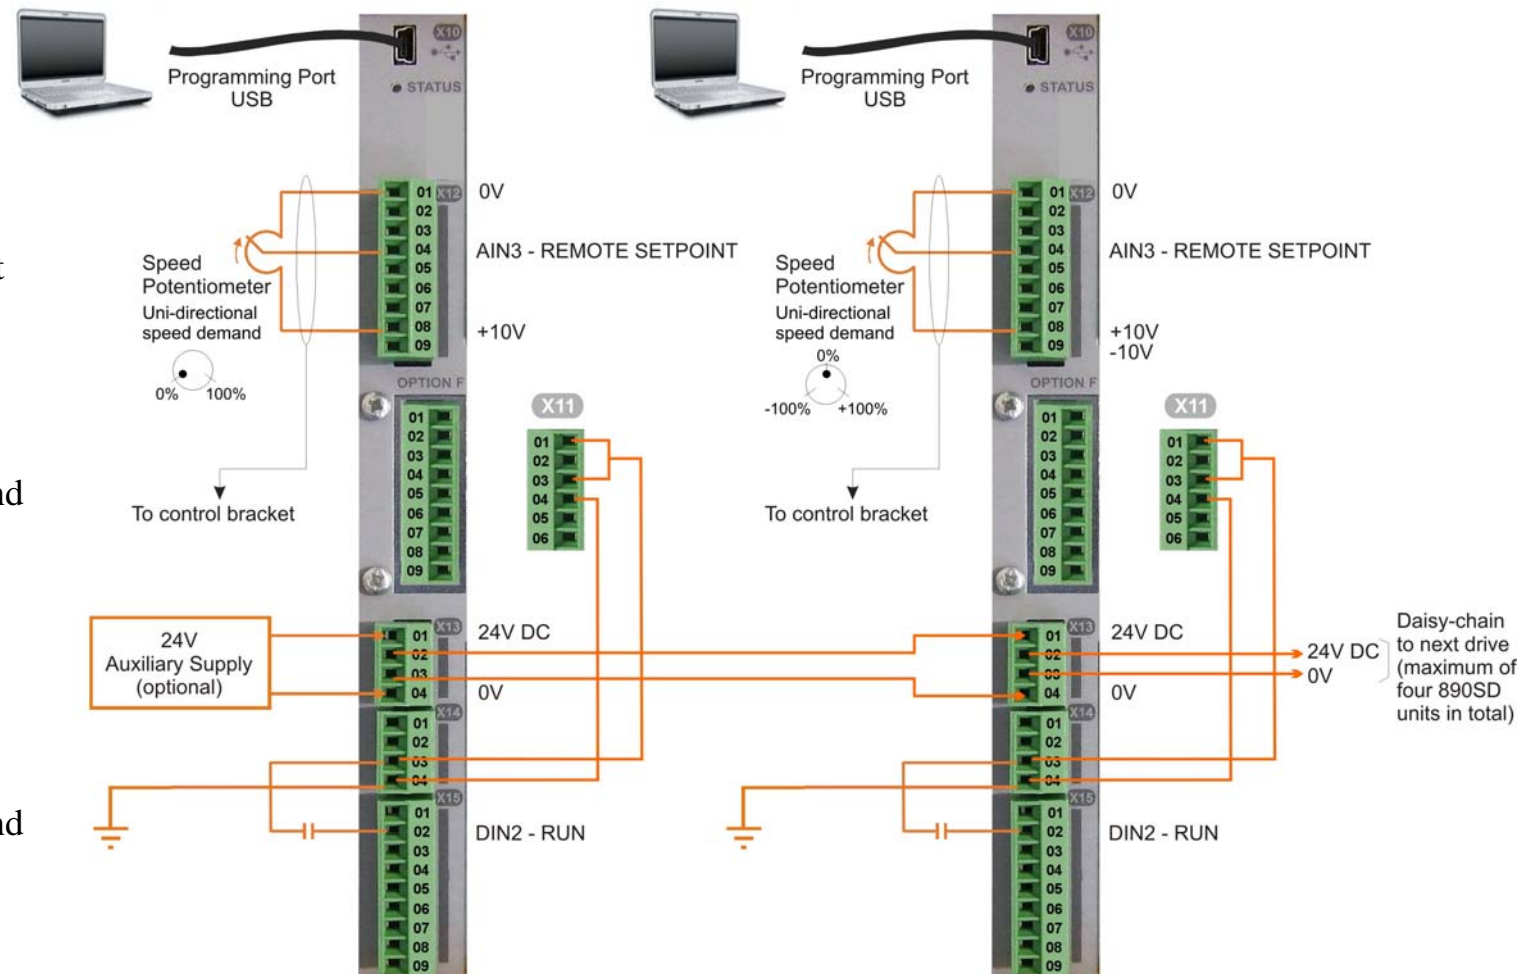 X10
Programming Port
USB
STATUS
01
X12
0V
02
03
04
AIN3 - REMOTE SETPOINT
05
06
07
08
+10V
09
Speed
Potentiometer
Uni-directional
speed demand
0%
100%
OPTION F
To control bracket
01
02
03
04
05
06
07
08
09
X11
01
02
03
04
05
06
24V
Auxiliary Supply
(optional)
X13
01
24V DC
02
03
04
0V
X14
01
02
03
04
X15
01
02
DIN2 - RUN
03
04
05
06
07
08
09
t
nd
nd
X10
Programming Port
USB
STATUS
01
X12
0V
02
03
04
AIN3 - REMOTE SETPOINT
05
06
07
08
+10V
09
-10V
Speed
Potentiometer
Uni-directional
speed demand
0%
-100%
+100%
OPTION F
To control bracket
01
02
03
04
05
06
07
08
09
X11
01
02
03
04
05
06
X13
01
24V DC
02
03
04
0V
24V DC
0V
Daisy-chain
to next drive
(maximum of
four 890SD
units in total)
X14
01
02
03
04
X15
01
02
DIN2 - RUN
03
04
05
06
07
08
09